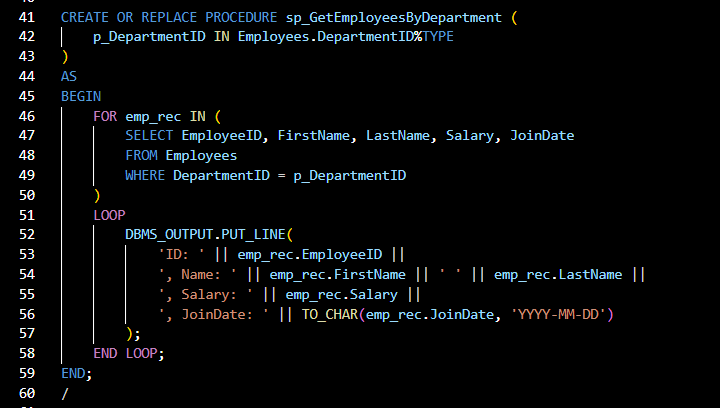 41 CREATE OR REPLACE PROCEDURE sp_GetEmployeesByDepartment (
42     p_DepartmentID IN Employees.DepartmentID%TYPE
43 )
44 AS
45 BEGIN
46     FOR emp_rec IN (
47         SELECT EmployeeID, FirstName, LastName, Salary, JoinDate
48         FROM Employees
49         WHERE DepartmentID = p_DepartmentID
50     )
51     LOOP
52         DBMS_OUTPUT.PUT_LINE(
53             'ID: ' || emp_rec.EmployeeID ||
54             ', Name: ' || emp_rec.FirstName || ' ' || emp_rec.LastName ||
55             ', Salary: ' || emp_rec.Salary ||
56             ', JoinDate: ' || TO_CHAR(emp_rec.JoinDate, 'YYYY-MM-DD')
57         );
58     END LOOP;
59 END;
60 /